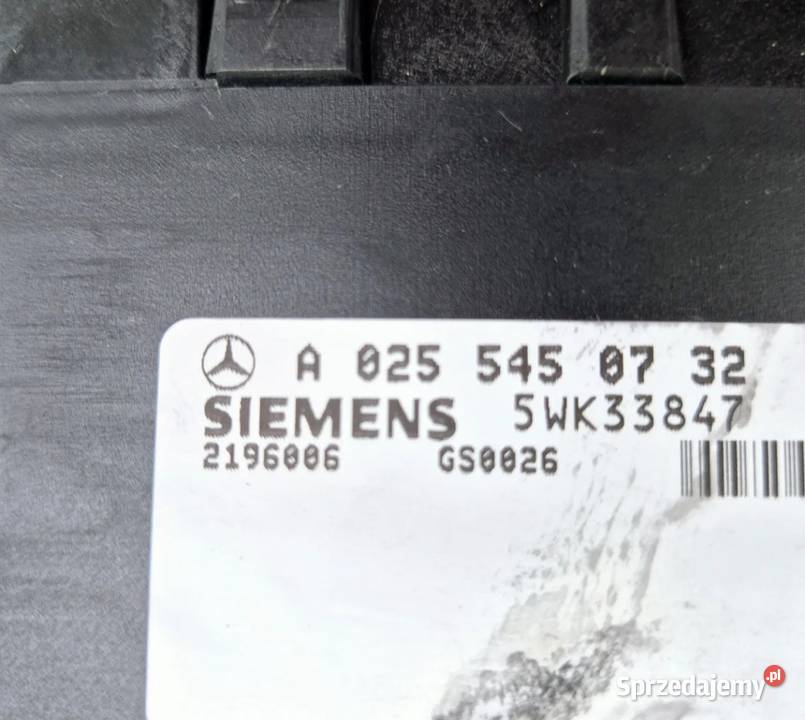 A 025 545 07 32
SIEMENS 5WK33847
2196006 GS0026
Sprzedajemy.pl